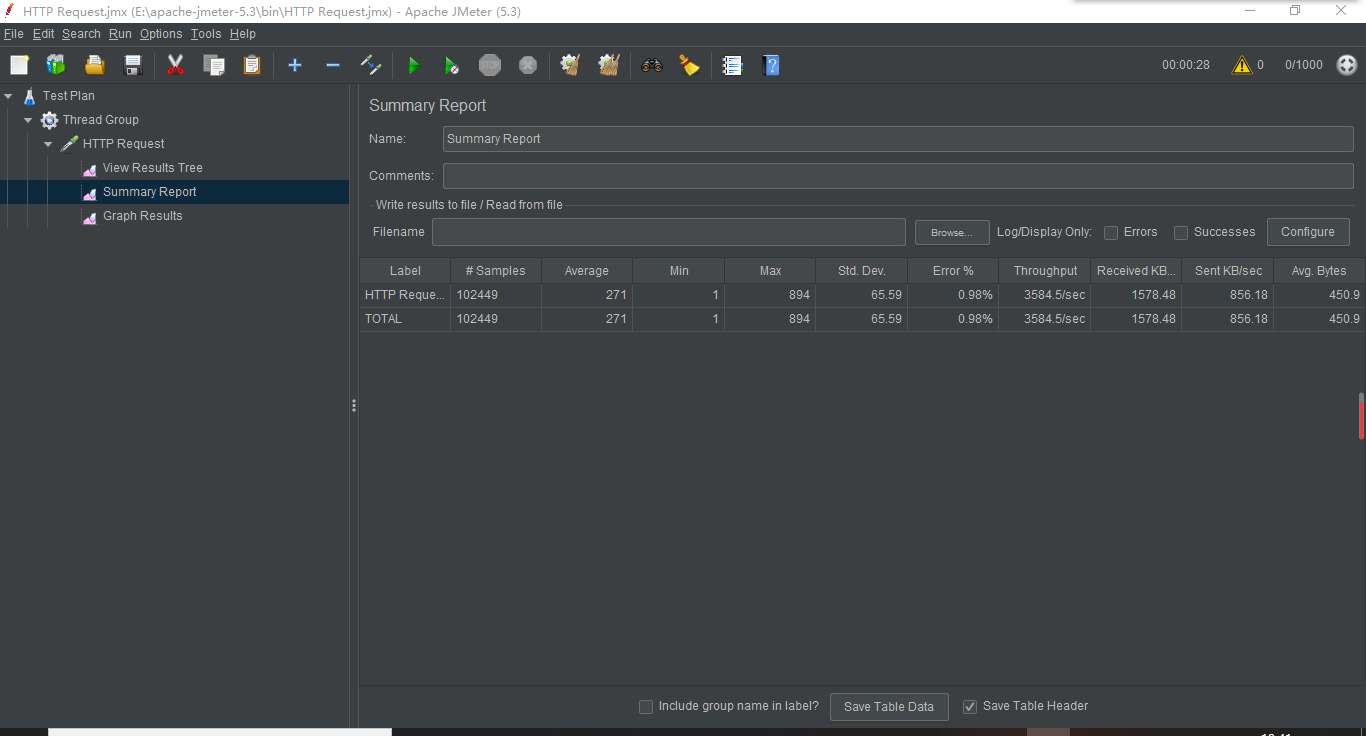 HTTP Request.jmx (E:\apache-jmeter-5.3\bin\HTTP Request.jmx) - Apache JMeter (5.3)
File Edit Search Run Options Tools Help
STOP 00:00:28 0 0/1000
Test Plan
Thread Group
HTTP Request
View Results Tree
Summary Report
Graph Results
Summary Report
Name: Summary Report
Comments:
Write results to file / Read from file
Filename Browse... Log/Display Only: Errors Successes Configure
Label # Samples Average Min Max Std. Dev. Error % Throughput Received KB... Sent KB/sec Avg. Bytes
HTTP Reque... 102449 271 1 894 65.59 0.98% 3584.5/sec 1578.48 856.18 450.9
TOTAL 102449 271 1 894 65.59 0.98% 3584.5/sec 1578.48 856.18 450.9
Include group name in label? Save Table Data Save Table Header